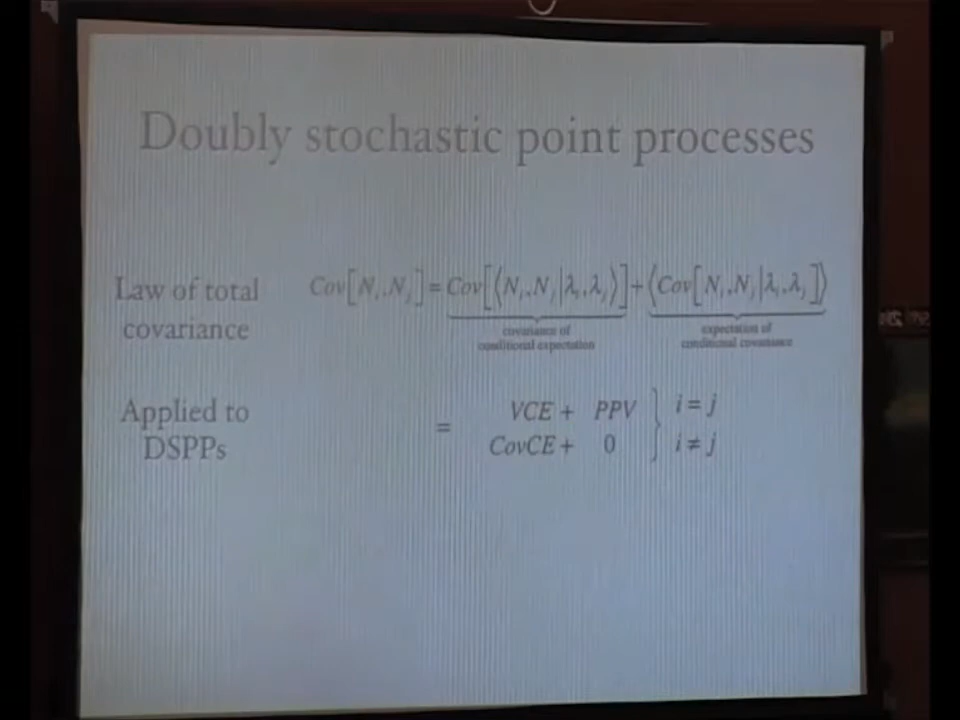 Doubly stochastic point processes
Law of total
covariance
Cov[N_i, N_j] = Cov[⟨N_i, N_j|λ_i, λ_j⟩] + ⟨Cov[N_i, N_j|λ_i, λ_j]⟩
covariance of
conditional expectation
expectation of
conditional covariance
Applied to
DSPPs
= VCE + PPV } i = j
CovCE + 0 i ≠ j